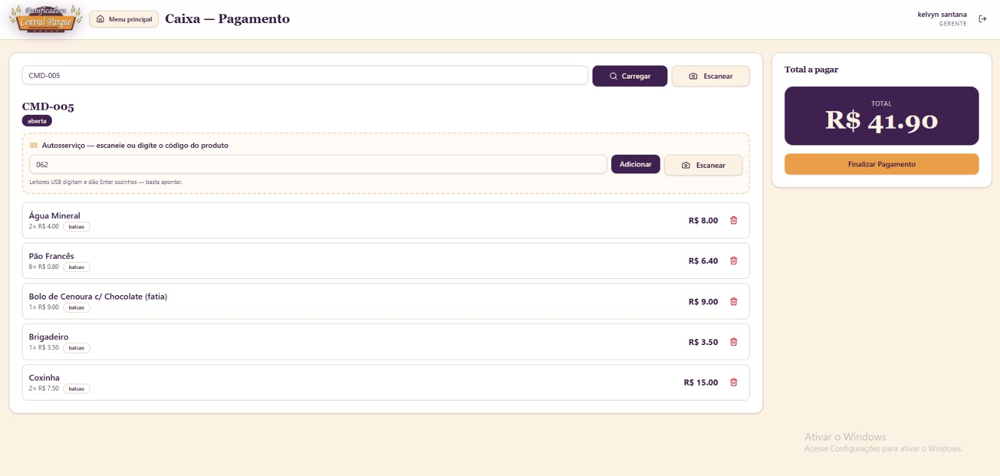 Panificadora
Central Parque
Menu principal
Caixa — Pagamento
kelvyn santana
GERENTE
CMD-005
Carregar
Escanear
CMD-005
aberta
Autosserviço — escaneie ou digite o código do produto
062
Adicionar
Escanear
Leitores USB digitam e dão Enter sozinhos — basta apontar.
Água Mineral
2× R$ 4.00 balcao
R$ 8.00
Pão Francês
8× R$ 0.80 balcao
R$ 6.40
Bolo de Cenoura c/ Chocolate (fatia)
1× R$ 9.00 balcao
R$ 9.00
Brigadeiro
1× R$ 3.50 balcao
R$ 3.50
Coxinha
2× R$ 7.50 balcao
R$ 15.00
Total a pagar
TOTAL
R$ 41.90
Finalizar Pagamento
Ativar o Windows
Acesse Configurações para ativar o Windows.